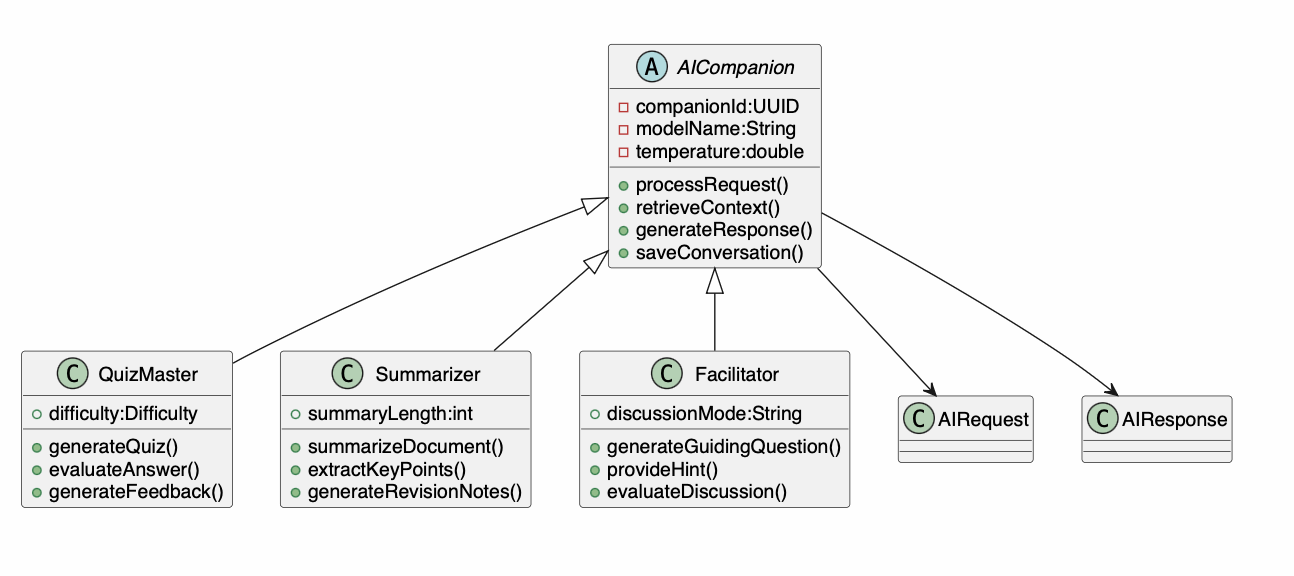 A AICompanion
companionId:UUID
modelName:String
temperature:double
processRequest()
retrieveContext()
generateResponse()
saveConversation()
C QuizMaster
difficulty:Difficulty
generateQuiz()
evaluateAnswer()
generateFeedback()
C Summarizer
summaryLength:int
summarizeDocument()
extractKeyPoints()
generateRevisionNotes()
C Facilitator
discussionMode:String
generateGuidingQuestion()
provideHint()
evaluateDiscussion()
C AIRequest
C AIResponse